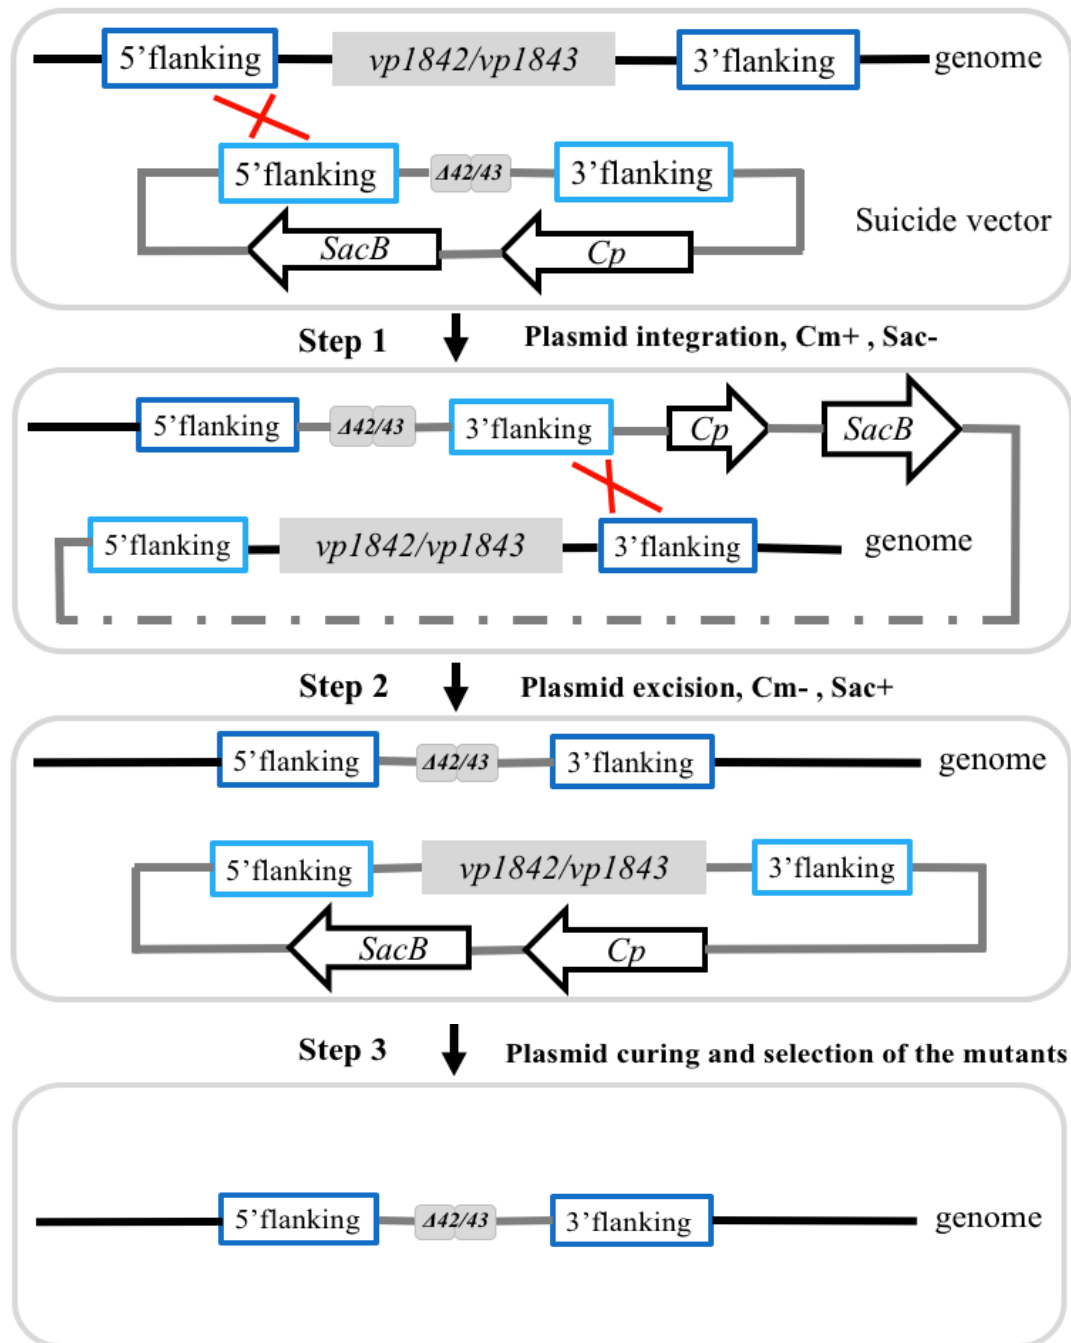 5’flanking vp1842/vp1843 3’flanking genome
5’flanking Δ42/43 3’flanking
Suicide vector
SacB Cp
Step 1 Plasmid integration, Cm+ , Sac-
5’flanking Δ42/43 3’flanking Cp SacB
5’flanking vp1842/vp1843 3’flanking genome
Step 2 Plasmid excision, Cm- , Sac+
5’flanking Δ42/43 3’flanking genome
5’flanking vp1842/vp1843 3’flanking
SacB Cp
Step 3 Plasmid curing and selection of the mutants
5’flanking Δ42/43 3’flanking genome